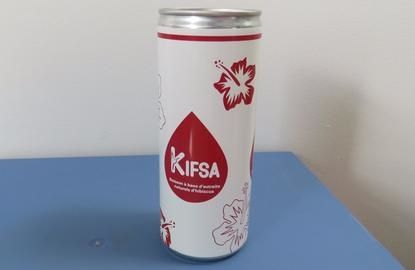 KIFSA
Boisson à base d'extraits
naturels d'hibiscus